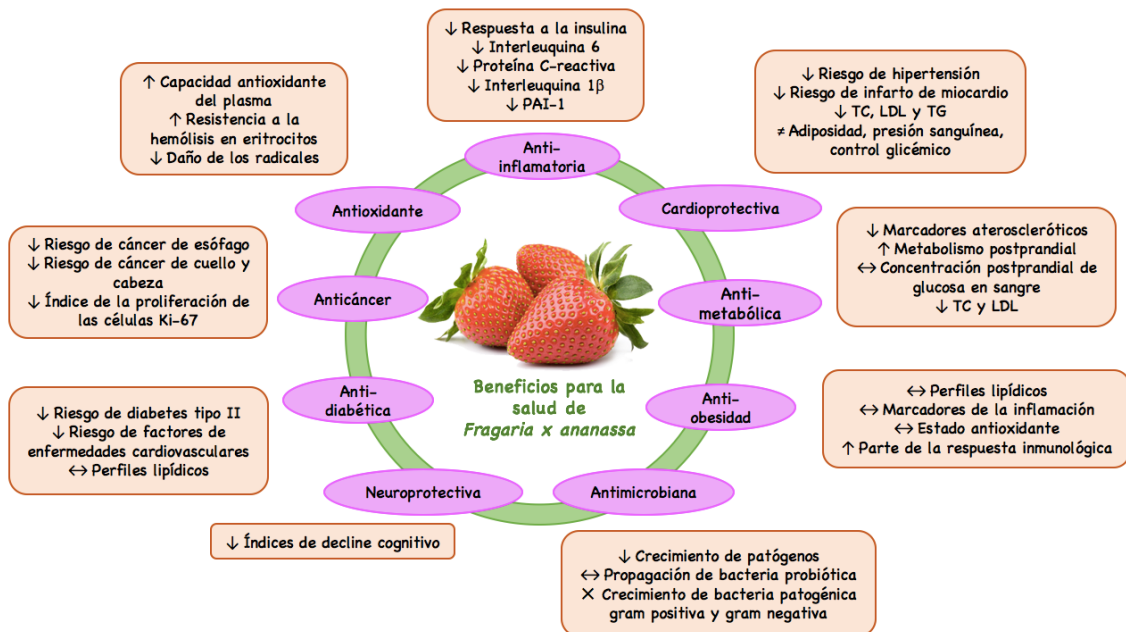 ↓ Respuesta a la insulina
↓ Interleuquina 6
↓ Proteína C-reactiva
↓ Interleuquina 1β
↓ PAI-1
Anti-
inflamatoria
↓ Riesgo de hipertensión
↓ Riesgo de infarto de miocardio
↓ TC, LDL y TG
≠ Adiposidad, presión sanguínea,
control glicémico
Cardioprotectiva
↓ Marcadores ateroscleróticos
↑ Metabolismo postprandial
↔ Concentración postprandial de
glucosa en sangre
↓ TC y LDL
Anti-
metabólica
↔ Perfiles lipídicos
↔ Marcadores de la inflamación
↔ Estado antioxidante
↑ Parte de la respuesta inmunológica
Anti-
obesidad
↓ Crecimiento de patógenos
↔ Propagación de bacteria probiótica
× Crecimiento de bacteria patogénica
gram positiva y gram negativa
Antimicrobiana
↓ Índices de decline cognitivo
Neuroprotectiva
↓ Riesgo de diabetes tipo II
↓ Riesgo de factores de
enfermedades cardiovasculares
↔ Perfiles lipídicos
Anti-
diabética
↓ Riesgo de cáncer de esófago
↓ Riesgo de cáncer de cuello y
cabeza
↓ Índice de la proliferación de
las células Ki-67
Anticáncer
↑ Capacidad antioxidante
del plasma
↑ Resistencia a la
hemólisis en eritrocitos
↓ Daño de los radicales
Antioxidante
Beneficios para la
salud de
Fragaria x ananassa